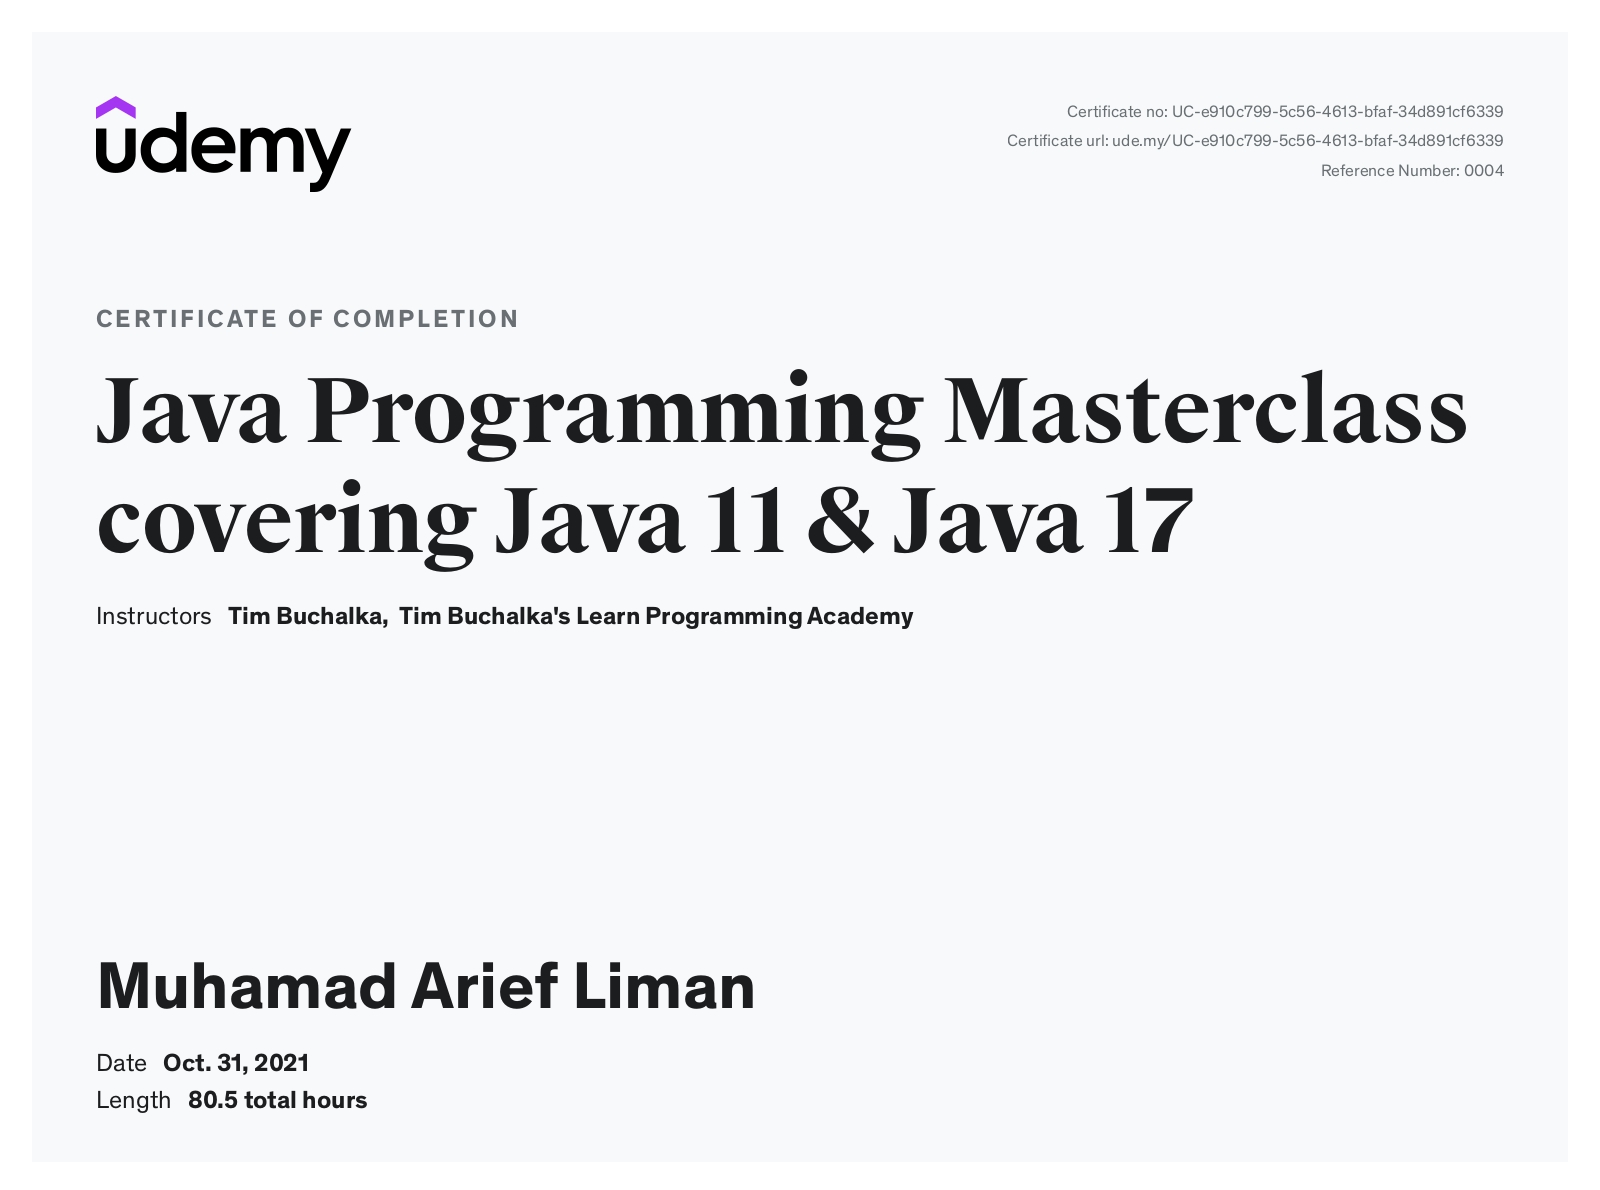 udemy
Certificate no: UC-e910c799-5c56-4613-bfaf-34d891cf6339
Certificate url: ude.my/UC-e910c799-5c56-4613-bfaf-34d891cf6339
Reference Number: 0004
CERTIFICATE OF COMPLETION
Java Programming Masterclass
covering Java 11 & Java 17
Instructors Tim Buchalka, Tim Buchalka's Learn Programming Academy
Muhamad Arief Liman
Date Oct. 31, 2021
Length 80.5 total hours